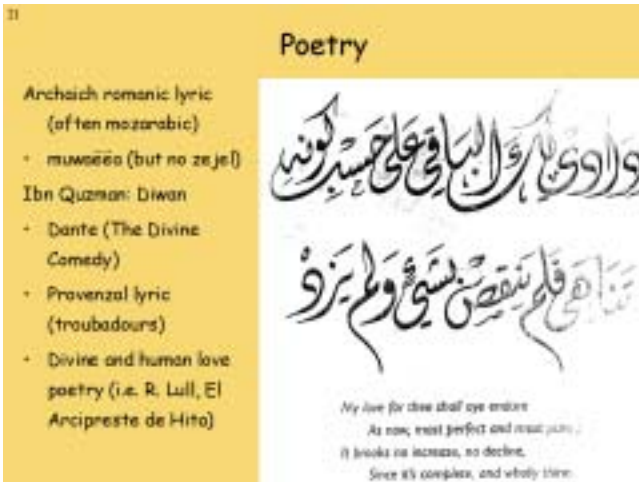 21
Poetry
Archaich romanic lyric
(often mozarabic)
• muwaššša (but no zejel)
Ibn Quzman: Diwan
• Dante (The Divine
Comedy)
• Provenzal lyric
(troubadours)
• Divine and human love
poetry (i.e. R. Lull, El
Arcipreste de Hita)
ودادي لك الباقي على حسب كونه
تناهى فلم ينقص بشيء ولم يزد
My love for thee shall aye endure
As now, most perfect and most pure;
It brooks no increase, no decline,
Since it's complete, and wholly thine.